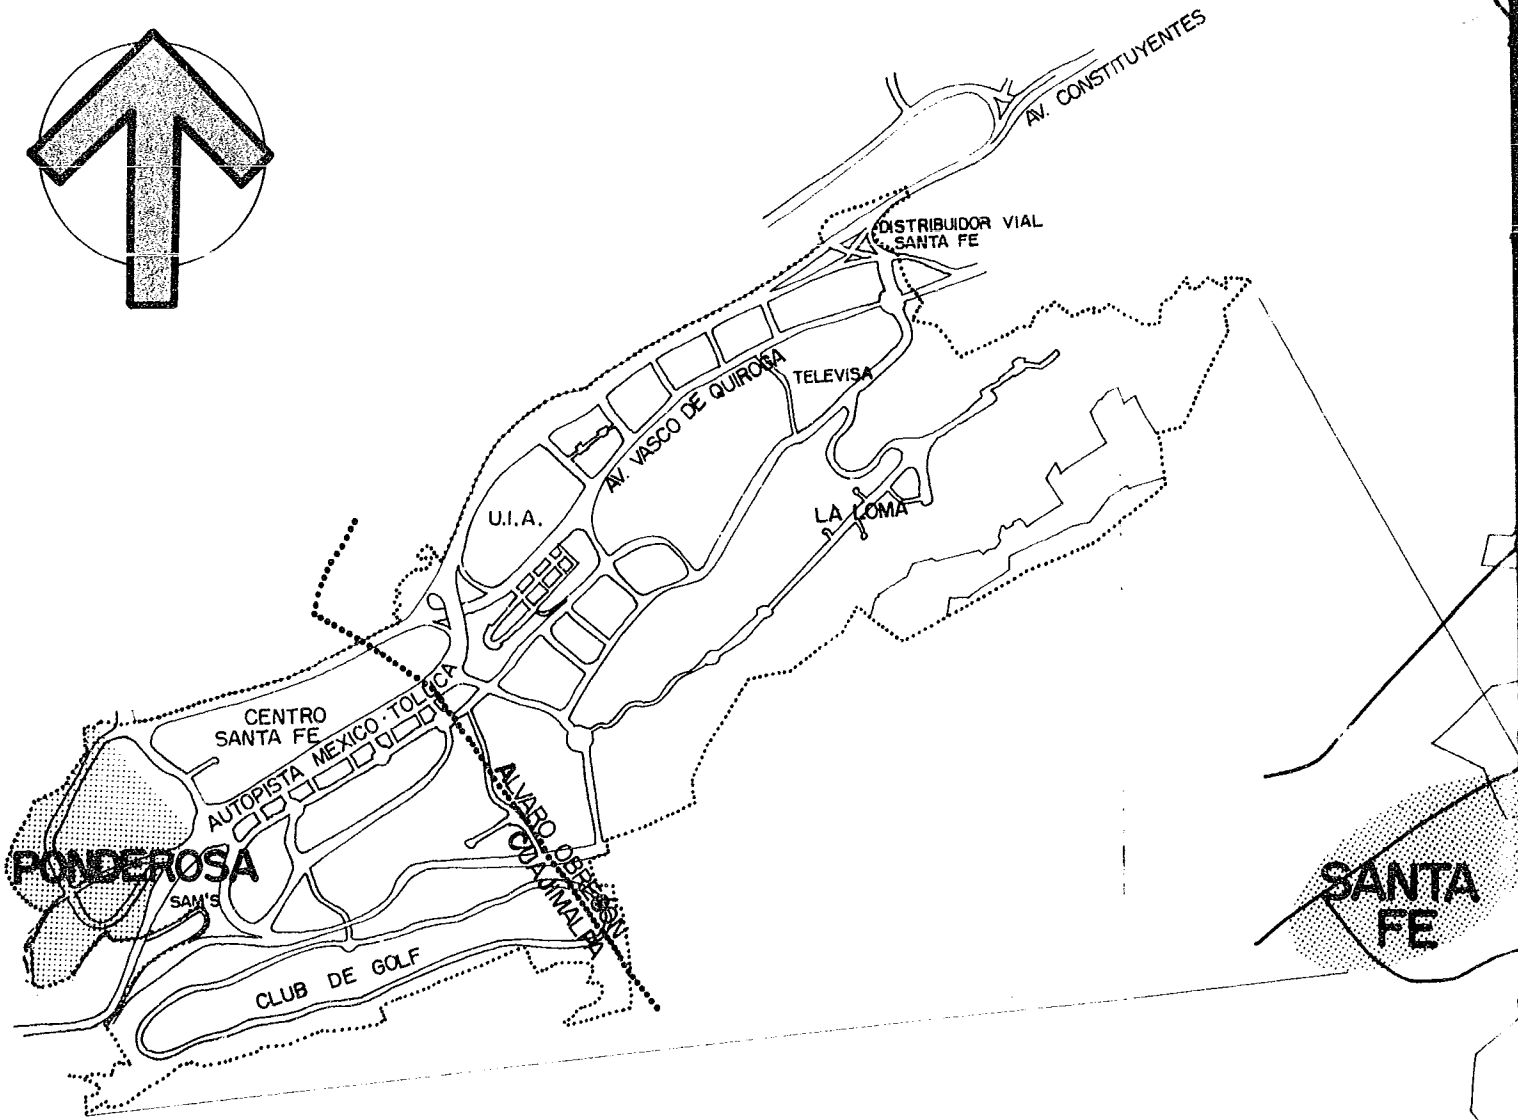 AV. CONSTITUYENTES
DISTRIBUIDOR VIAL
SANTA FE
TELEVISA
AV. VASCO DE QUIROGA
U.I.A.
LA LOMA
CENTRO
SANTA FE
AUTOPISTA MEXICO-TOLUCA
ALVARO OBREGON
CUAJIMALPA
PONDEROSA
SAM'S
CLUB DE GOLF
SANTA
FE